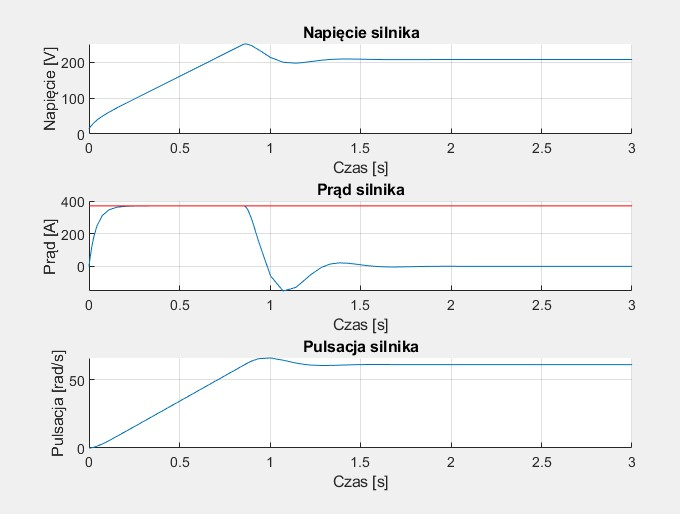 Napięcie silnika
Napięcie [V]
200
100
0
0 0.5 1 1.5 2 2.5 3
Czas [s]
Prąd silnika
Prąd [A]
400
200
0
0 0.5 1 1.5 2 2.5 3
Czas [s]
Pulsacja silnika
Pulsacja [rad/s]
50
0
0 0.5 1 1.5 2 2.5 3
Czas [s]